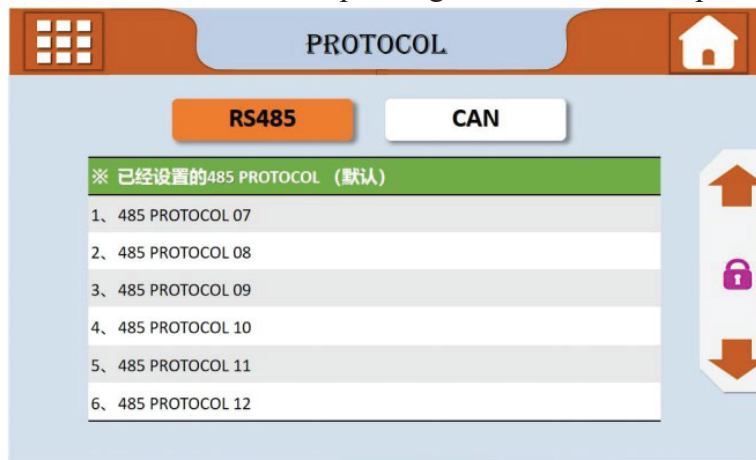 PROTOCOL
RS485 CAN
※ 已经设置的485 PROTOCOL （默认）
1、485 PROTOCOL 07
2、485 PROTOCOL 08
3、485 PROTOCOL 09
4、485 PROTOCOL 10
5、485 PROTOCOL 11
6、485 PROTOCOL 12